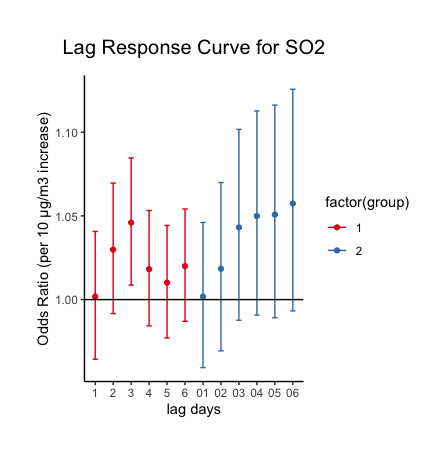 Lag Response Curve for SO2
Odds Ratio (per 10 μg/m3 increase)
1.10
1.05
1.00
1 2 3 4 5 6 01 02 03 04 05 06
lag days
factor(group)
1
2